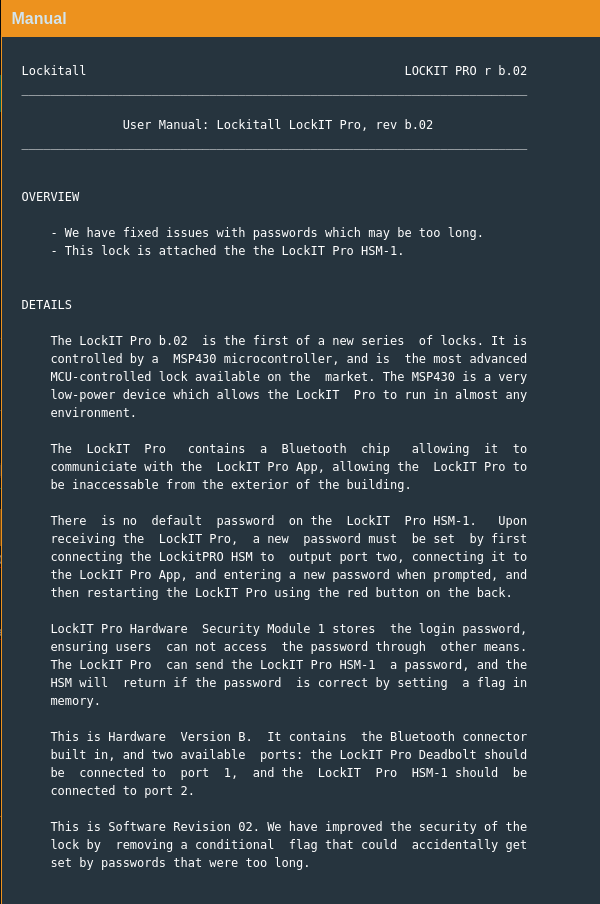 Manual
Lockitall LOCKIT PRO r b.02
User Manual: Lockitall LockIT Pro, rev b.02
OVERVIEW
- We have fixed issues with passwords which may be too long.
- This lock is attached the the LockIT Pro HSM-1.
DETAILS
The LockIT Pro b.02 is the first of a new series of locks. It is
controlled by a MSP430 microcontroller, and is the most advanced
MCU-controlled lock available on the market. The MSP430 is a very
low-power device which allows the LockIT Pro to run in almost any
environment.
The LockIT Pro contains a Bluetooth chip allowing it to
communiciate with the LockIT Pro App, allowing the LockIT Pro to
be inaccessable from the exterior of the building.
There is no default password on the LockIT Pro HSM-1. Upon
receiving the LockIT Pro, a new password must be set by first
connecting the LockitPRO HSM to output port two, connecting it to
the LockIT Pro App, and entering a new password when prompted, and
then restarting the LockIT Pro using the red button on the back.
LockIT Pro Hardware Security Module 1 stores the login password,
ensuring users can not access the password through other means.
The LockIT Pro can send the LockIT Pro HSM-1 a password, and the
HSM will return if the password is correct by setting a flag in
memory.
This is Hardware Version B. It contains the Bluetooth connector
built in, and two available ports: the LockIT Pro Deadbolt should
be connected to port 1, and the LockIT Pro HSM-1 should be
connected to port 2.
This is Software Revision 02. We have improved the security of the
lock by removing a conditional flag that could accidentally get
set by passwords that were too long.